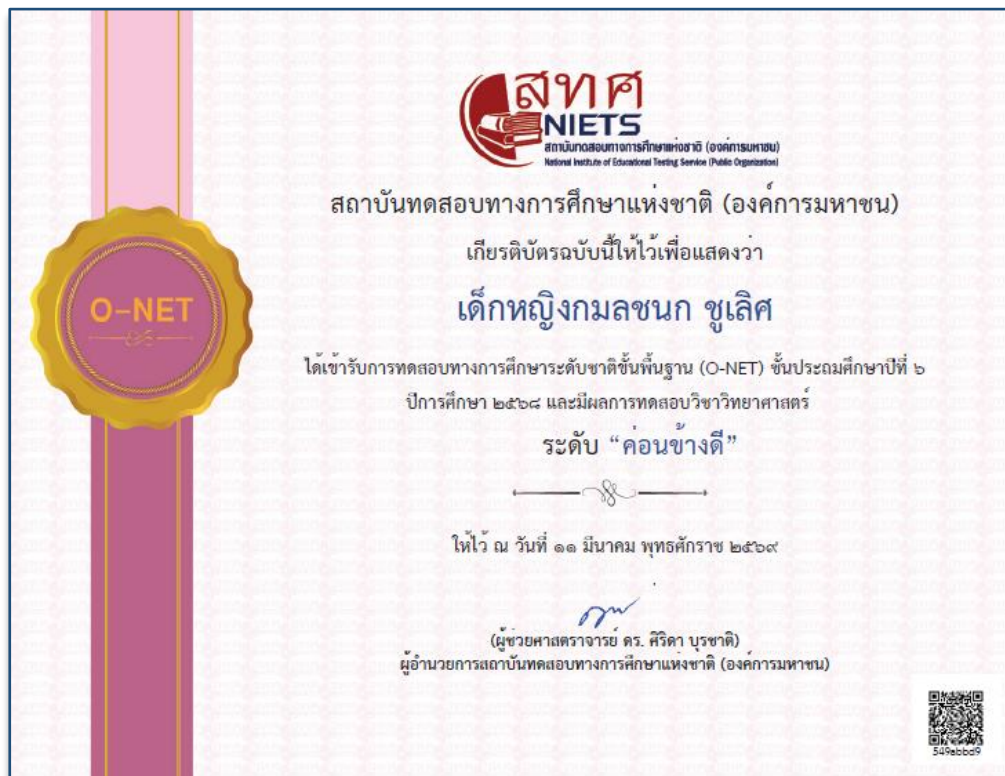 สทศ
NIETS
สถาบันทดสอบทางการศึกษาแห่งชาติ (องค์การมหาชน)
National Institute of Educational Testing Service (Public Organization)
สถาบันทดสอบทางการศึกษาแห่งชาติ (องค์การมหาชน)
เกียรติบัตรฉบับนี้ให้ไว้เพื่อแสดงว่า
เด็กหญิงกมลชนก ชูเลิศ
O-NET
ได้เข้ารับการทดสอบทางการศึกษาระดับชาติขั้นพื้นฐาน (O-NET) ชั้นประถมศึกษาปีที่ ๖
ปีการศึกษา ๒๕๖๘ และมีผลการทดสอบวิชาวิทยาศาสตร์
ระดับ “ค่อนข้างดี”
ให้ไว้ ณ วันที่ ๑๑ มีนาคม พุทธศักราช ๒๕๖๙
(ผู้ช่วยศาสตราจารย์ ดร. ศิริดา บุรชาติ)
ผู้อำนวยการสถาบันทดสอบทางการศึกษาแห่งชาติ (องค์การมหาชน)
549ebbd9